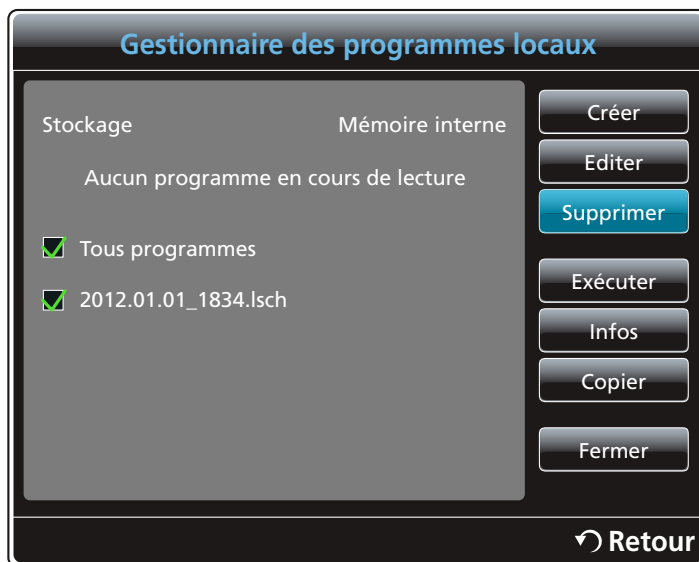 Gestionnaire des programmes locaux
Stockage Mémoire interne
Aucun programme en cours de lecture
Tous programmes
2012.01.01_1834.lsch
Créer
Editer
Supprimer
Exécuter
Infos
Copier
Fermer
Retour